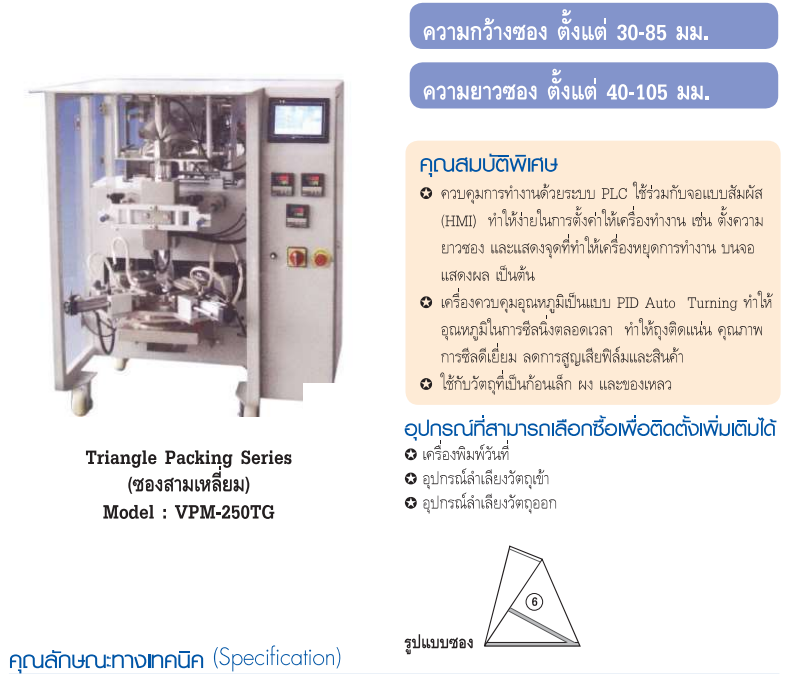 ความกว้างซอง ตั้งแต่ 30-85 มม.
ความยาวซอง ตั้งแต่ 40-105 มม.
คุณสมบัติพิเศษ
✪ ควบคุมการทำงานด้วยระบบ PLC ใช้ร่วมกับจอแบบสัมผัส
(HMI) ทำให้ง่ายในการตั้งค่าให้เครื่องทำงาน เช่น ตั้งความ
ยาวซอง และแสดงจุดที่ทำให้เครื่องหยุดการทำงาน บนจอ
แสดงผล เป็นต้น
✪ เครื่องควบคุมอุณหภูมิเป็นแบบ PID Auto Turning ทำให้
อุณหภูมิในการซีลนิ่งตลอดเวลา ทำให้ถุงติดแน่น คุณภาพ
การซีลดีเยี่ยม ลดการสูญเสียฟิล์มและสินค้า
✪ ใช้กับวัตถุที่เป็นก้อนเล็ก ผง และของเหลว
อุปกรณ์ที่สามารถเลือกซื้อเพื่อติดตั้งเพิ่มเติมได้
✪ เครื่องพิมพ์วันที่
✪ อุปกรณ์ลำเลียงวัตถุเข้า
✪ อุปกรณ์ลำเลียงวัตถุออก
Triangle Packing Series
(ซองสามเหลี่ยม)
Model : VPM-250TG
6
รูปแบบซอง
คุณลักษณะทางเทคนิค (Specification)